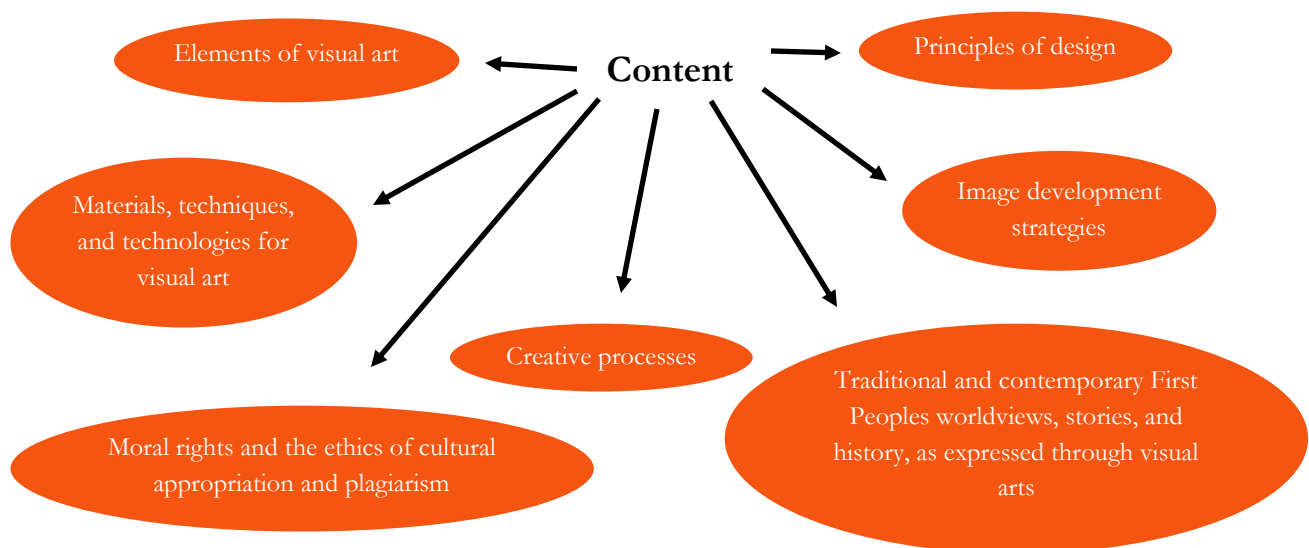 Content
Elements of visual art
Principles of design
Materials, techniques,
and technologies for
visual art
Image development
strategies
Creative processes
Moral rights and the ethics of cultural
appropriation and plagiarism
Traditional and contemporary First
Peoples worldviews, stories, and
history, as expressed through visual
arts